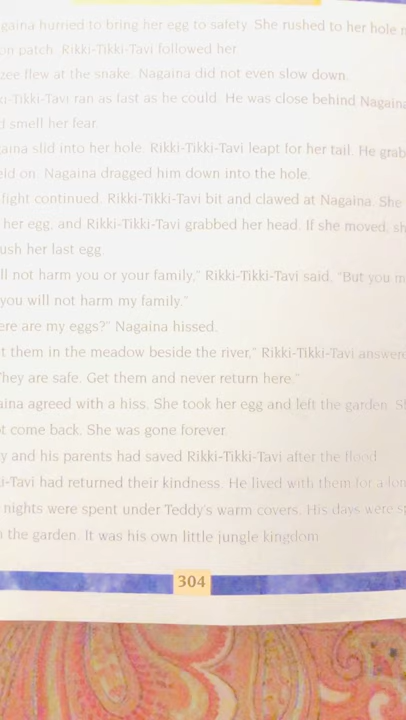 gaina hurried to bring her egg to safety. She rushed to her hole
on patch. Rikki-Tikki-Tavi followed her
zee flew at the snake. Nagaina did not even slow down.
ki-Tikki-Tavi ran as fast as he could. He was close behind Nagaina
d smell her fear.
aina slid into her hole. Rikki-Tikki-Tavi leapt for her tail. He grab
eld on. Nagaina dragged him down into the hole.
fight continued. Rikki-Tikki-Tavi bit and clawed at Nagaina. She
her egg, and Rikki-Tikki-Tavi grabbed her head. If she moved, sh
ush her last egg.
ll not harm you or your family," Rikki-Tikki-Tavi said, "But you m
you will not harm my family."
ere are my eggs?" Nagaina hissed.
t them in the meadow beside the river," Rikki-Tikki-Tavi answere
They are safe. Get them and never return here."
aina agreed with a hiss. She took her egg and left the garden. S
t come back. She was gone forever.
y and his parents had saved Rikki-Tikki-Tavi after the flood.
i-Tavi had returned their kindness. He lived with them for a lon
nights were spent under Teddy's warm covers. His days were sp
n the garden. It was his own little jungle kingdom
304